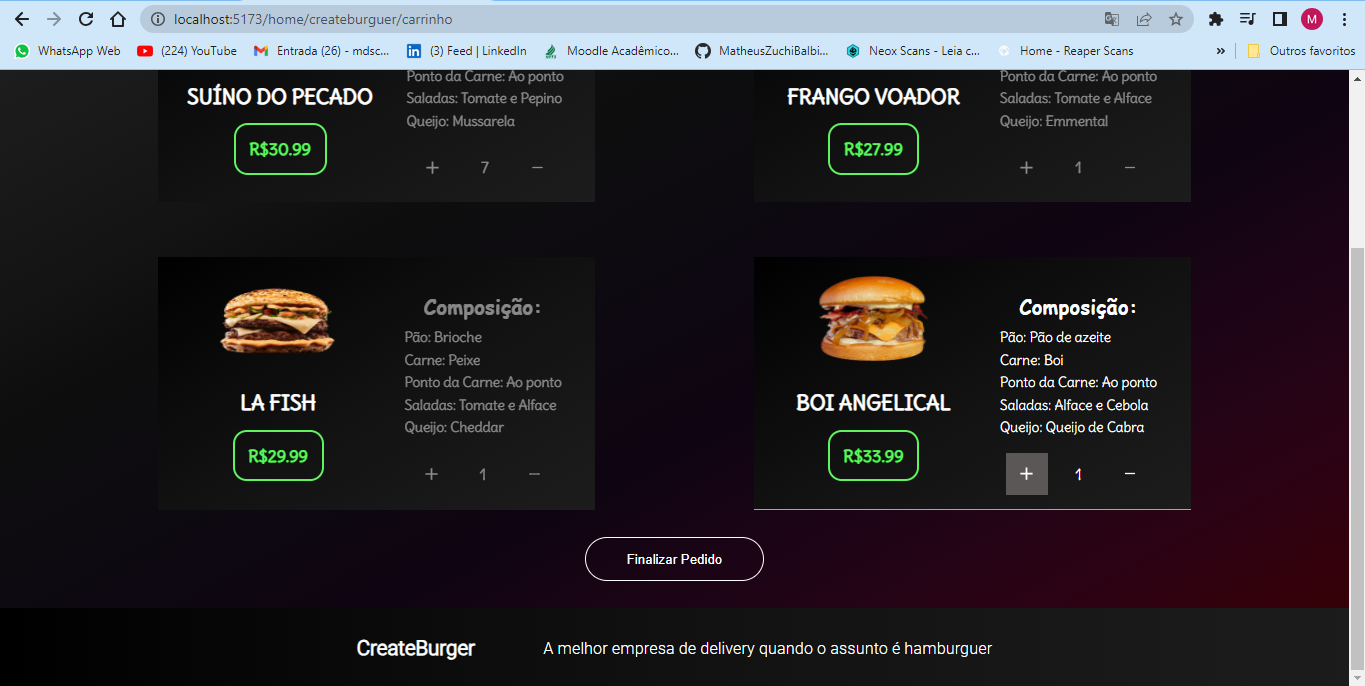 localhost:5173/home/createburguer/carrinho
M
WhatsApp Web
(224) YouTube
Entrada (26) - mdsc...
(3) Feed | LinkedIn
Moodle Acadêmico...
MatheusZuchiBalbi...
Neox Scans - Leia c...
Home - Reaper Scans
»
Outros favoritos
SUÍNO DO PECADO
R$30.99
Ponto da Carne: Ao ponto
Saladas: Tomate e Pepino
Queijo: Mussarela
+ 7 −
FRANGO VOADOR
R$27.99
Ponto da Carne: Ao ponto
Saladas: Tomate e Alface
Queijo: Emmental
+ 1 −
LA FISH
R$29.99
Composição:
Pão: Brioche
Carne: Peixe
Ponto da Carne: Ao ponto
Saladas: Tomate e Alface
Queijo: Cheddar
+ 1 −
BOI ANGELICAL
R$33.99
Composição:
Pão: Pão de azeite
Carne: Boi
Ponto da Carne: Ao ponto
Saladas: Alface e Cebola
Queijo: Queijo de Cabra
+ 1 −
Finalizar Pedido
CreateBurger
A melhor empresa de delivery quando o assunto é hamburguer